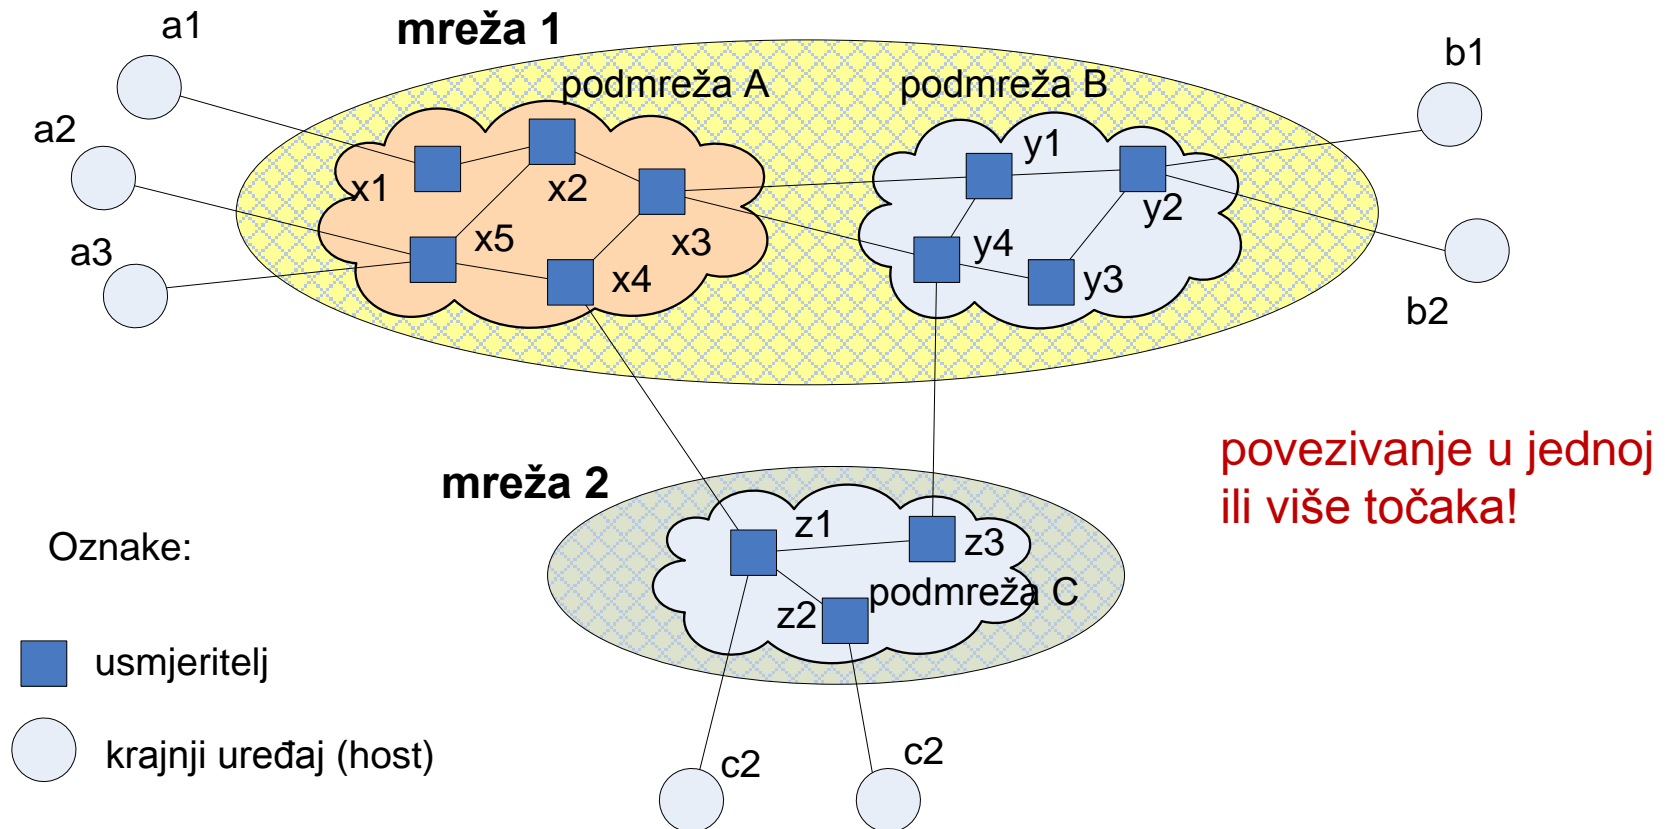 a1
mreža 1
b1
podmreža A
podmreža B
a2
y1
x1
x2
y2
x5
x3
y4
a3
x4
y3
b2
povezivanje u jednoj
ili više točaka!
mreža 2
z1
z3
Oznake:
podmreža C
z2
usmjeritelj
c2
c2
krajnji uređaj (host)